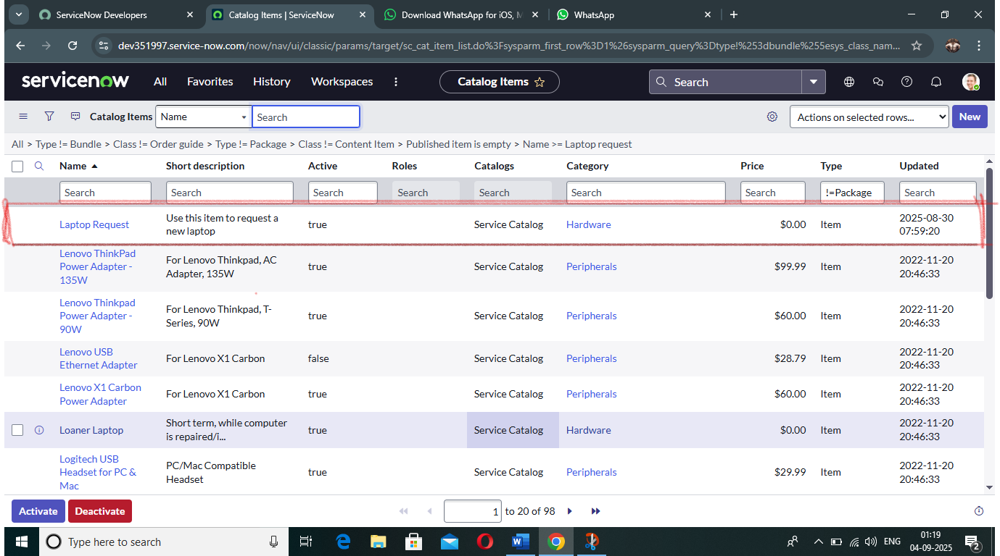 ServiceNow Developers
Catalog Items | ServiceNow
Download WhatsApp for iOS, M
WhatsApp
dev351997.service-now.com/now/nav/ui/classic/params/target/sc_cat_item_list.do%3Fsysparm_first_row%3D1%26sysparm_query%3Dtype!%253dbundle%255esys_class_nam...
servicenow All Favorites History Workspaces Catalog Items Search
Catalog Items Name Search Actions on selected rows... New
All > Type != Bundle > Class != Order guide > Type != Package > Class != Content Item > Published item is empty > Name >= Laptop request
Name Short description Active Roles Catalogs Category Price Type Updated
Search Search Search Search Search Search Search !=Package Search
Laptop Request Use this item to request a new laptop true Service Catalog Hardware $0.00 Item 2025-08-30 07:59:20
Lenovo ThinkPad Power Adapter - 135W For Lenovo Thinkpad, AC Adapter, 135W true Service Catalog Peripherals $99.99 Item 2022-11-20 20:46:33
Lenovo Thinkpad Power Adapter - 90W For Lenovo Thinkpad, T-Series, 90W true Service Catalog Peripherals $60.00 Item 2022-11-20 20:46:33
Lenovo USB Ethernet Adapter For Lenovo X1 Carbon false Service Catalog Peripherals $28.79 Item 2022-11-20 20:46:33
Lenovo X1 Carbon Power Adapter For Lenovo X1 Carbon true Service Catalog Peripherals $60.00 Item 2022-11-20 20:46:33
Loaner Laptop Short term, while computer is repaired/i... true Service Catalog Hardware $0.00 Item 2022-11-20 20:46:33
Logitech USB Headset for PC & Mac PC/Mac Compatible Headset true Service Catalog Peripherals $29.99 Item 2022-11-20 20:46:33
Activate Deactivate 1 to 20 of 98
Type here to search ENG 01:19
04-09-2025 2